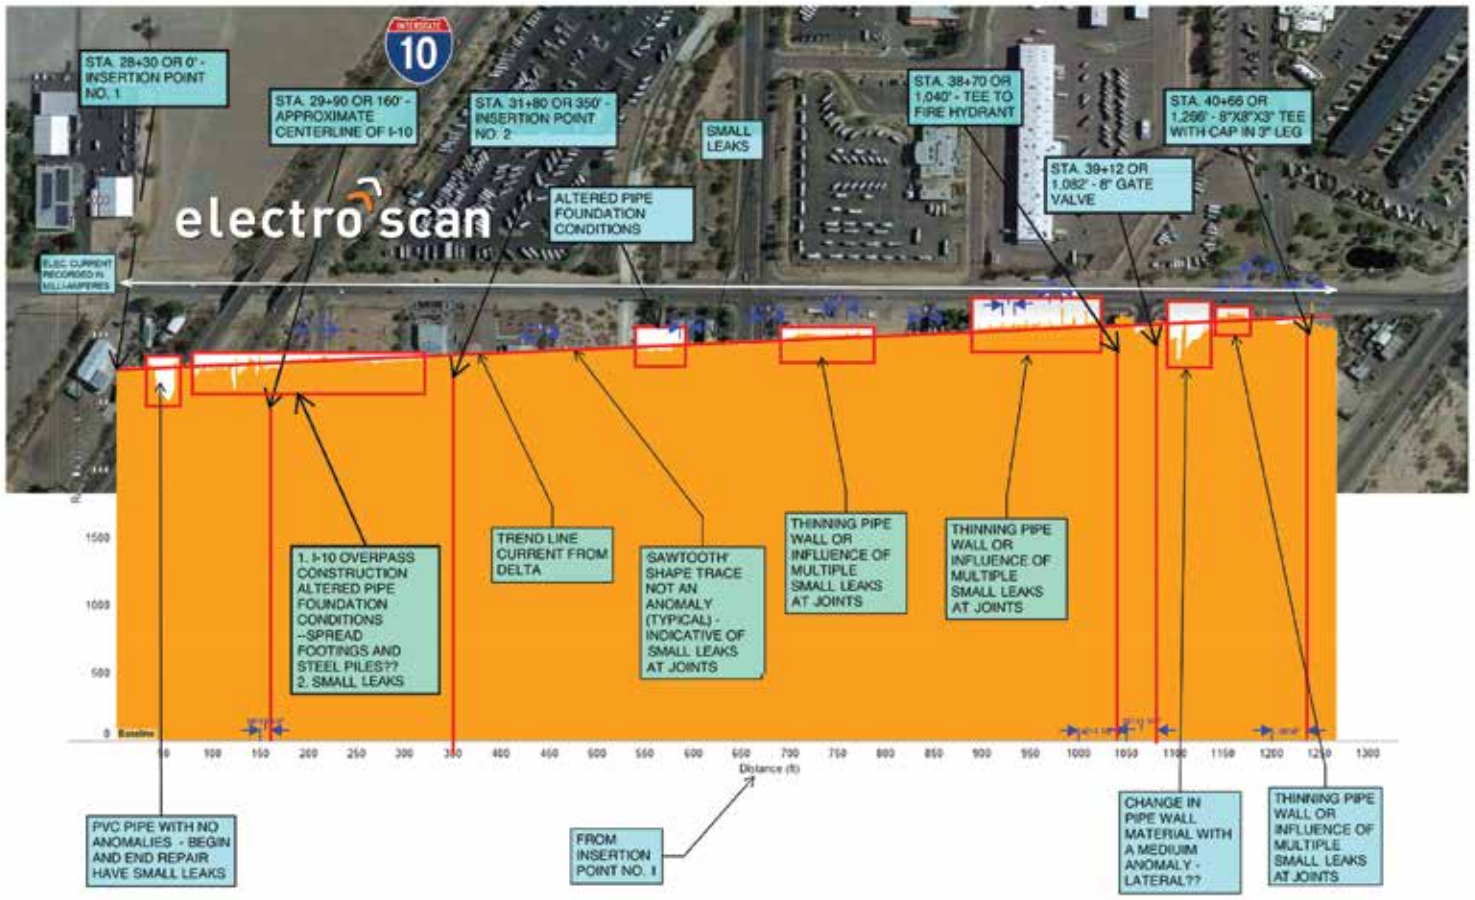 INTERSTATE
10
STA. 28+30 OR 0' -
INSERTION POINT
NO. 1
STA. 29+90 OR 160' -
APPROXIMATE
CENTERLINE OF I-10
STA. 31+80 OR 350' -
INSERTION POINT
NO. 2
SMALL
LEAKS
STA. 38+70 OR
1,040' - TEE TO
FIRE HYDRANT
STA. 40+66 OR
1,266' - 8"X8"X3" TEE
WITH CAP IN 3" LEG
STA. 39+12 OR
1,082' - 8" GATE
VALVE
ALTERED PIPE
FOUNDATION
CONDITIONS
electro scan
ELEC. CURRENT
RECORDED IN
MILLI-AMPERES
1500
1000
500
0 Baseline
1. I-10 OVERPASS
CONSTRUCTION
ALTERED PIPE
FOUNDATION
CONDITIONS
--SPREAD
FOOTINGS AND
STEEL PILES??
2. SMALL LEAKS
TREND LINE
CURRENT FROM
DELTA
SAWTOOTH'
SHAPE TRACE
NOT AN
ANOMALY
(TYPICAL) -
INDICATIVE OF
SMALL LEAKS
AT JOINTS
THINNING PIPE
WALL OR
INFLUENCE OF
MULTIPLE
SMALL LEAKS
AT JOINTS
THINNING PIPE
WALL OR
INFLUENCE OF
MULTIPLE
SMALL LEAKS
AT JOINTS
50 100 150 200 250 300 350 400 450 500 550 600 650 700 750 800 850 900 950 1000 1050 1100 1150 1200 1250 1300
Distance (ft)
PVC PIPE WITH NO
ANOMALIES - BEGIN
AND END REPAIR
HAVE SMALL LEAKS
FROM
INSERTION
POINT NO. 1
CHANGE IN
PIPE WALL
MATERIAL WITH
A MEDIUIM
ANOMALY -
LATERAL??
THINNING PIPE
WALL OR
INFLUENCE OF
MULTIPLE
SMALL LEAKS
AT JOINTS